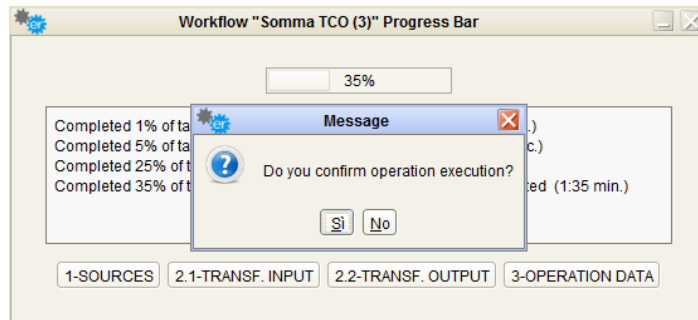 Workflow "Somma TCO (3)" Progress Bar
35%
Completed 1% of ta .)
Completed 5% of ta c.)
Completed 25% of t
Completed 35% of t ted (1:35 min.)
er
Message
Do you confirm operation execution?
Sì No
1-SOURCES 2.1-TRANSF. INPUT 2.2-TRANSF. OUTPUT 3-OPERATION DATA